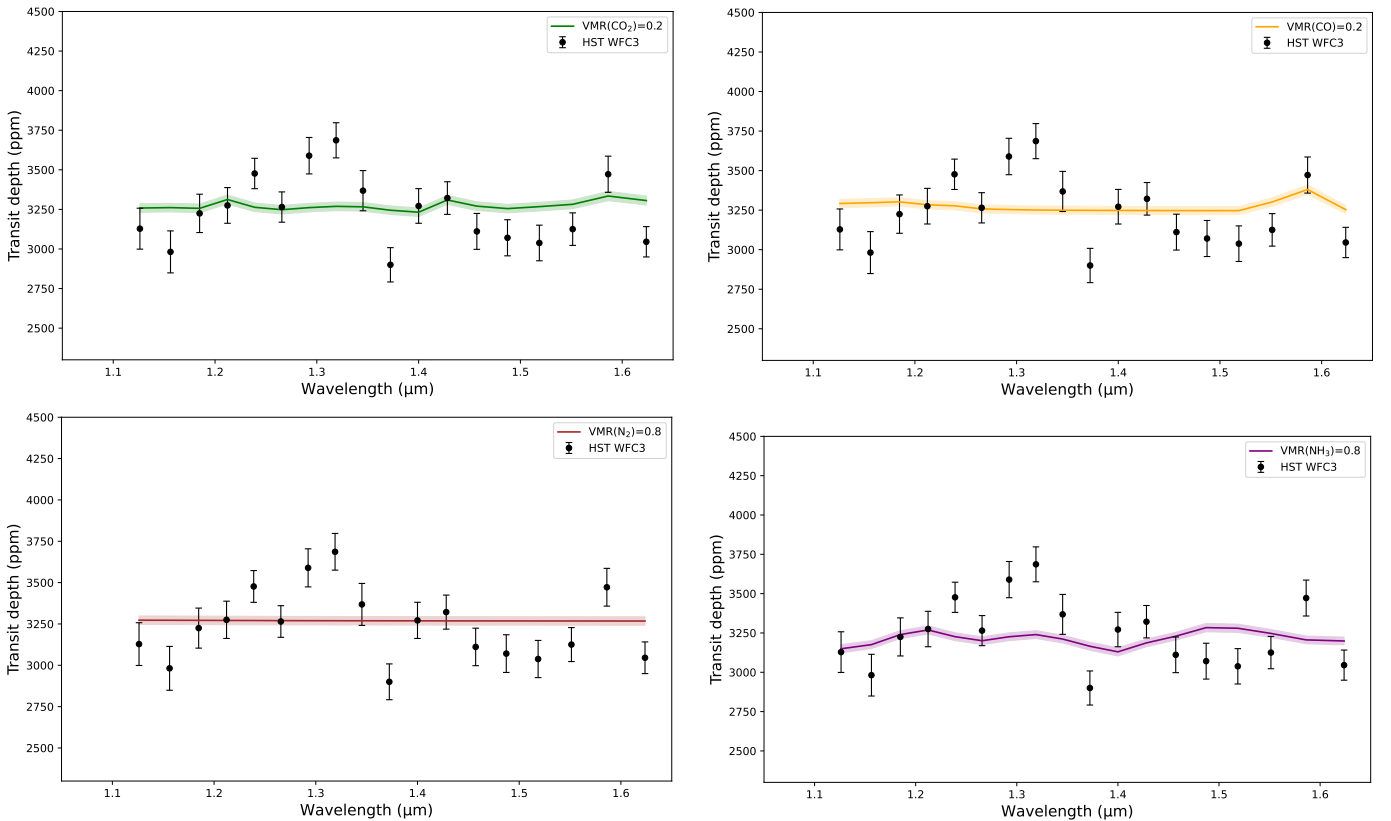 4500
4250
4000
3750
3500
3250
3000
2750
2500
Transit depth (ppm)
VMR(CO₂)=0.2
HST WFC3
1.1 1.2 1.3 1.4 1.5 1.6
Wavelength (μm)
4500
4250
4000
3750
3500
3250
3000
2750
2500
Transit depth (ppm)
VMR(CO)=0.2
HST WFC3
1.1 1.2 1.3 1.4 1.5 1.6
Wavelength (μm)
4500
4250
4000
3750
3500
3250
3000
2750
2500
Transit depth (ppm)
VMR(N₂)=0.8
HST WFC3
1.1 1.2 1.3 1.4 1.5 1.6
Wavelength (μm)
4500
4250
4000
3750
3500
3250
3000
2750
2500
Transit depth (ppm)
VMR(NH₃)=0.8
HST WFC3
1.1 1.2 1.3 1.4 1.5 1.6
Wavelength (μm)